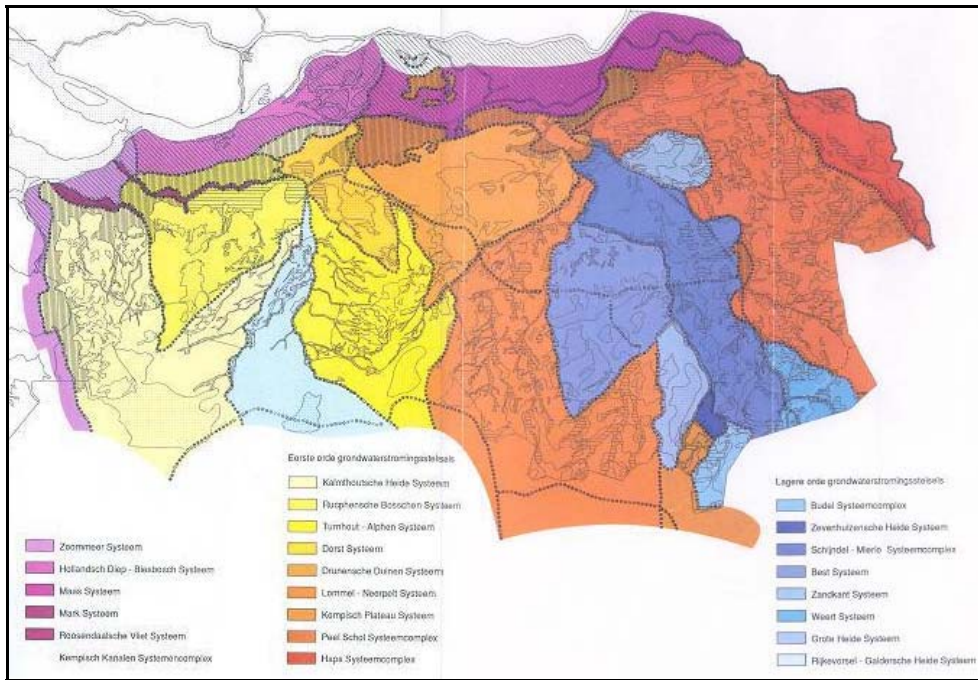 Eerste orde grondwaterstromingsstelsels
Kalmthoutsche Heide Systeem
Rucphensche Bosschen Systeem
Turnhout - Alphen Systeem
Dorst Systeem
Drunensche Duinen Systeem
Lommel - Neerpelt Systeem
Kempisch Plateau Systeem
Peel Schol Systeemcomplex
Haps Systeemcomplex
Zoommeer Systeem
Hollandsch Diep - Biesbosch Systeem
Maas Systeem
Mark Systeem
Roosendaalsche Vliet Systeem
Kempisch Kanalen Systemencomplex
Lagere orde grondwaterstromingsstelsels
Budel Systeemcomplex
Zevenhuizensche Heide Systeem
Schijndel - Mierlo Systeemcomplex
Best Systeem
Zandkant Systeem
Weert Systeem
Grote Heide Systeem
Rijkevorsel - Galdersche Heide Systeem